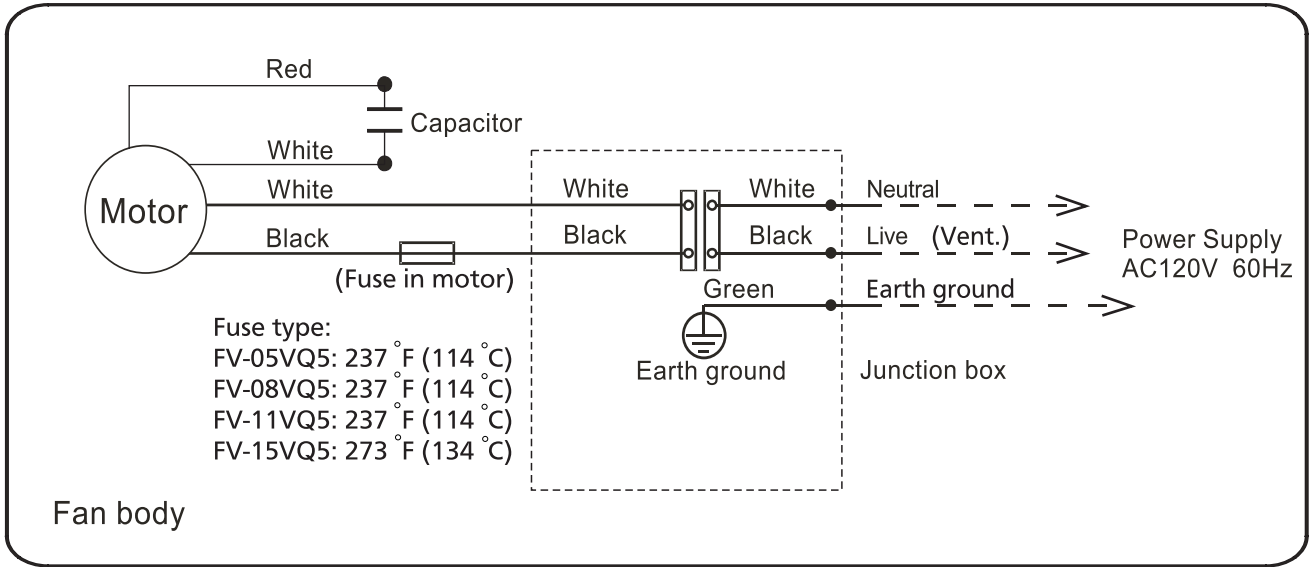 Red
Capacitor
White
White
White
White
Neutral
Motor
Black
Black
Black
Live (Vent.)
Power Supply
AC120V 60Hz
(Fuse in motor)
Green
Earth ground
Fuse type:
FV-05VQ5: 237 °F (114 °C)
FV-08VQ5: 237 °F (114 °C)
FV-11VQ5: 237 °F (114 °C)
FV-15VQ5: 273 °F (134 °C)
Earth ground
Junction box
Fan body